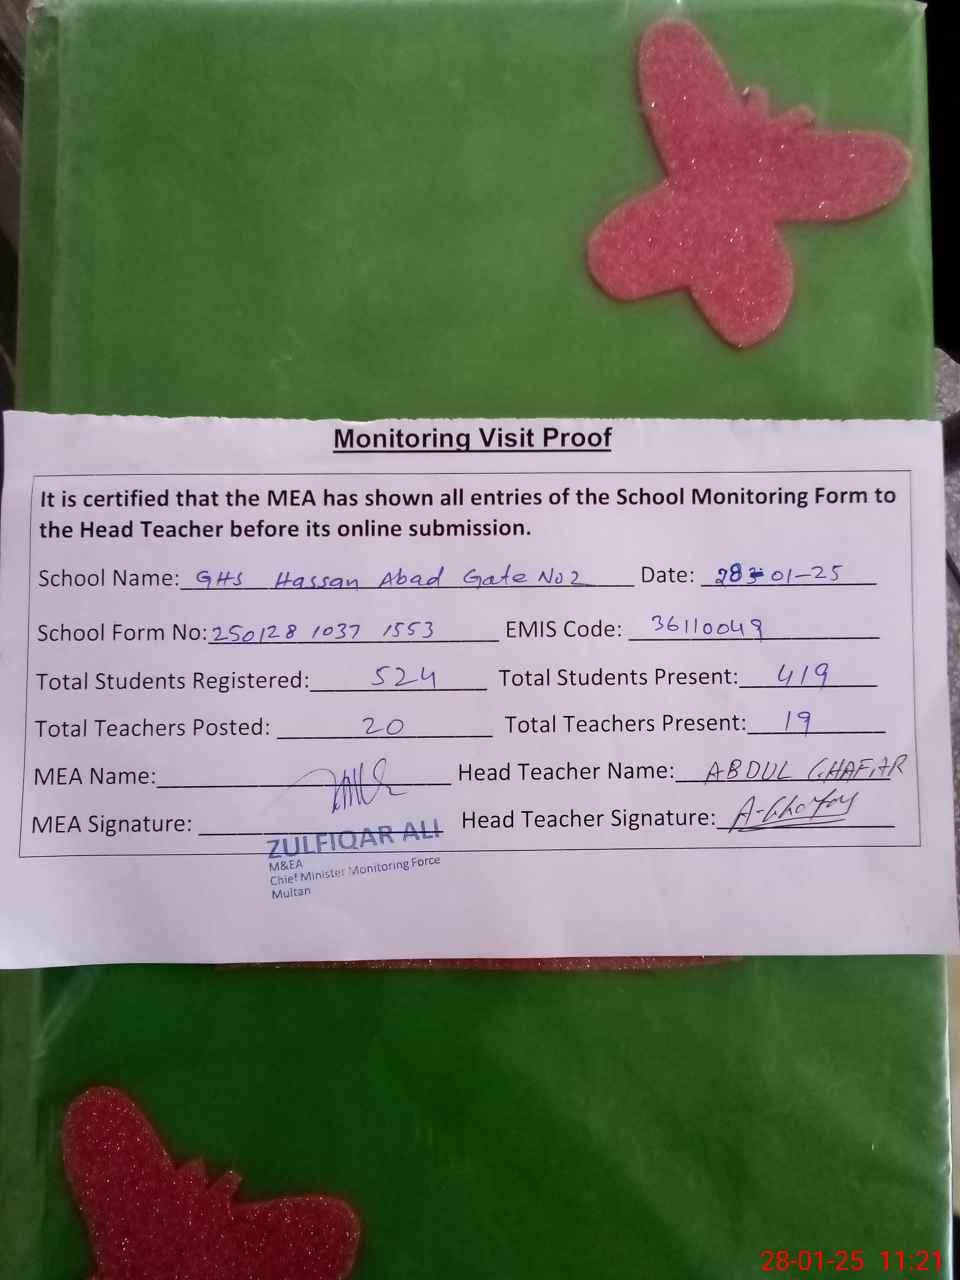 Monitoring Visit Proof
It is certified that the MEA has shown all entries of the School Monitoring Form to
the Head Teacher before its online submission.
School Name: GHS Hassan Abad Gate No 2 Date: 28-01-25
School Form No: 250128 1037 1553 EMIS Code: 36110049
Total Students Registered: 524 Total Students Present: 419
Total Teachers Posted: 20 Total Teachers Present: 19
MEA Name: Head Teacher Name: ABDUL GHAFFAR
MEA Signature: Head Teacher Signature:
ZULFIQAR ALI
M&EA
Chief Minister Monitoring Force
Multan
28-01-25 11:21